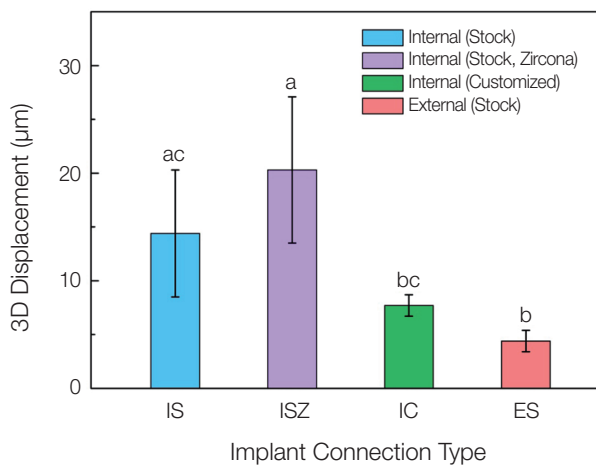 Internal (Stock)
Internal (Stock, Zircona)
Internal (Customized)
External (Stock)
30
20
10
0
3D Displacement (µm)
ac
a
bc
b
IS
ISZ
IC
ES
Implant Connection Type